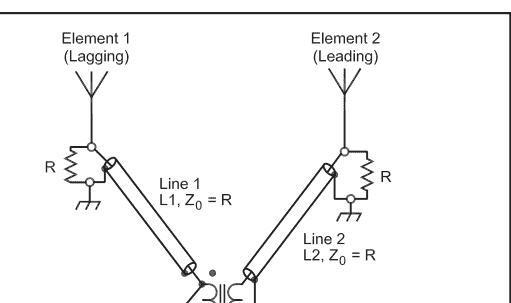 Element 1
(Lagging)
Element 2
(Leading)
R
R
Line 1
L1, Z₀ = R
Line 2
L2, Z₀ = R